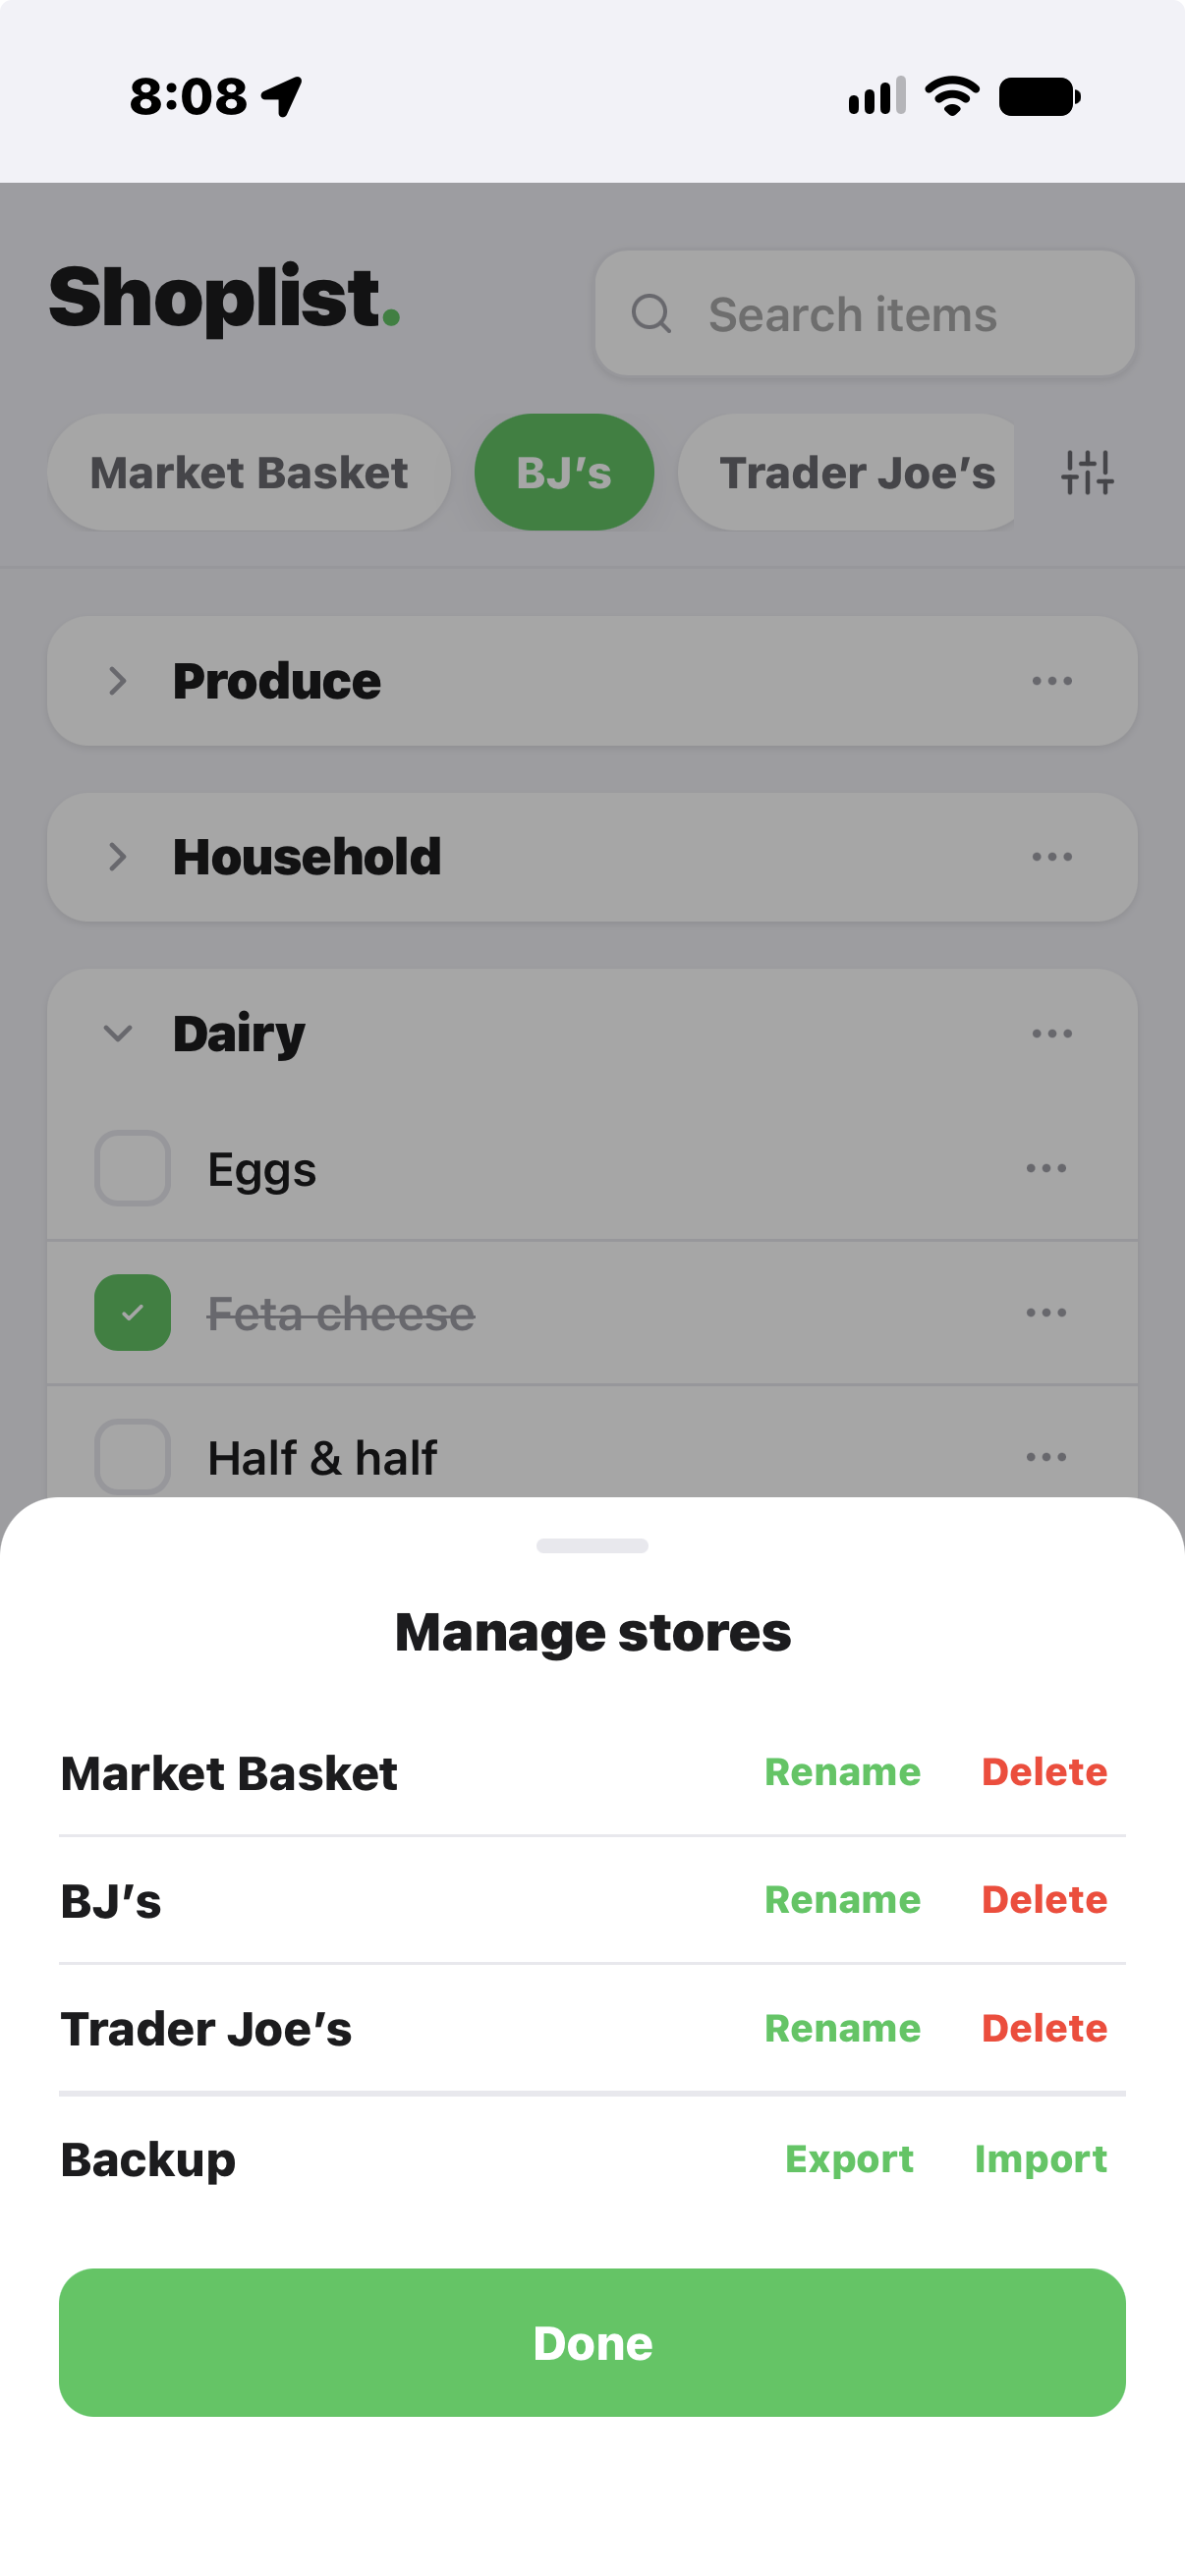 8:08
Shoplist.
Search items
Market Basket
BJ’s
Trader Joe’s
Produce
Household
Dairy
Eggs
Feta cheese
Half & half
Manage stores
Market Basket Rename Delete
BJ’s Rename Delete
Trader Joe’s Rename Delete
Backup Export Import
Done